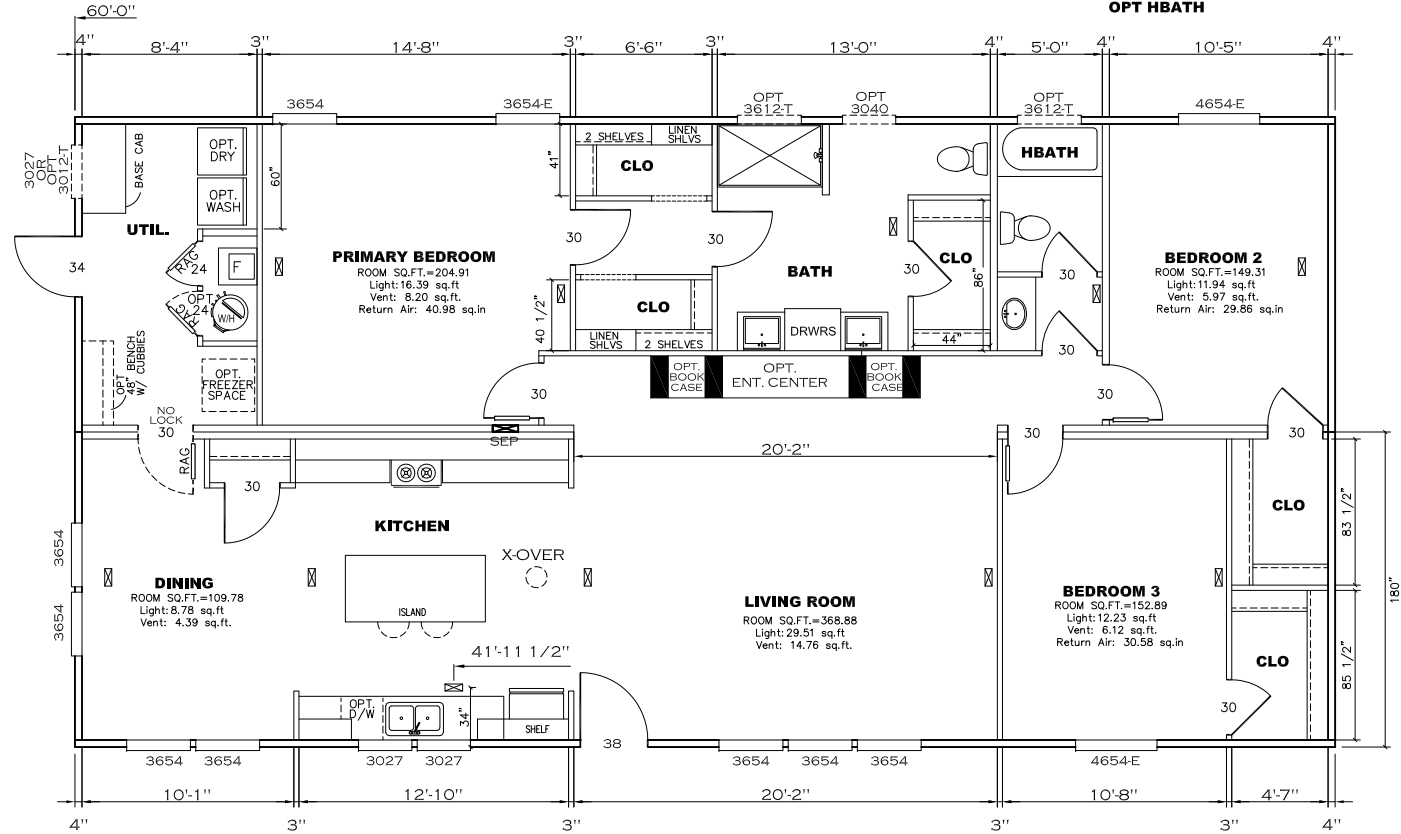 OPT HBATH
60'-0"
4" 8'-4" 3" 14'-8" 3" 6'-6" 3" 13'-0" 4" 5'-0" 4" 10'-5" 4"
3654
3654-E
OPT
3612-T
OPT
3040
OPT
3612-T
4654-E
3027
OR
OPT
3012-T
BASE CAB
OPT.
DRY
OPT.
WASH
60"
41"
2 SHELVES
LINEN
SHLVS
CLO
HBATH
UTIL.
34
RAG
24
F
OPT.
24
RAG
W/H
PRIMARY BEDROOM
ROOM SQ.FT.=204.91
Light:16.39 sq.ft
Vent: 8.20 sq.ft.
Return Air: 40.98 sq.in
30
30
BATH
30
CLO
86"
44"
30
BEDROOM 2
ROOM SQ.FT.=149.31
Light:11.94 sq.ft
Vent: 5.97 sq.ft.
Return Air: 29.86 sq.in
CLO
40 1/2"
LINEN
SHLVS
2 SHELVES
DRWRS
30
OPT
48" BENCH
W/ CUBBIES
OPT.
FREEZER
SPACE
OPT.
BOOK
CASE
OPT.
ENT. CENTER
OPT.
BOOK
CASE
30
30
NO
LOCK
30
SEP
30
30
RAG
30
20'-2"
KITCHEN
X-OVER
CLO
83 1/2"
180"
3654
3654
DINING
ROOM SQ.FT.=109.78
Light:8.78 sq.ft
Vent: 4.39 sq.ft.
ISLAND
LIVING ROOM
ROOM SQ.FT.=368.88
Light:29.51 sq.ft
Vent: 14.76 sq.ft.
BEDROOM 3
ROOM SQ.FT.=152.89
Light:12.23 sq.ft
Vent: 6.12 sq.ft.
Return Air: 30.58 sq.in
41'-11 1/2"
CLO
85 1/2"
30
OPT.
D/W
34"
SHELF
38
3654 3654 3027 3027 3654 3654 3654 4654-E
10'-1" 12'-10" 20'-2" 10'-8" 4'-7"
4" 3" 3" 3" 3" 4"